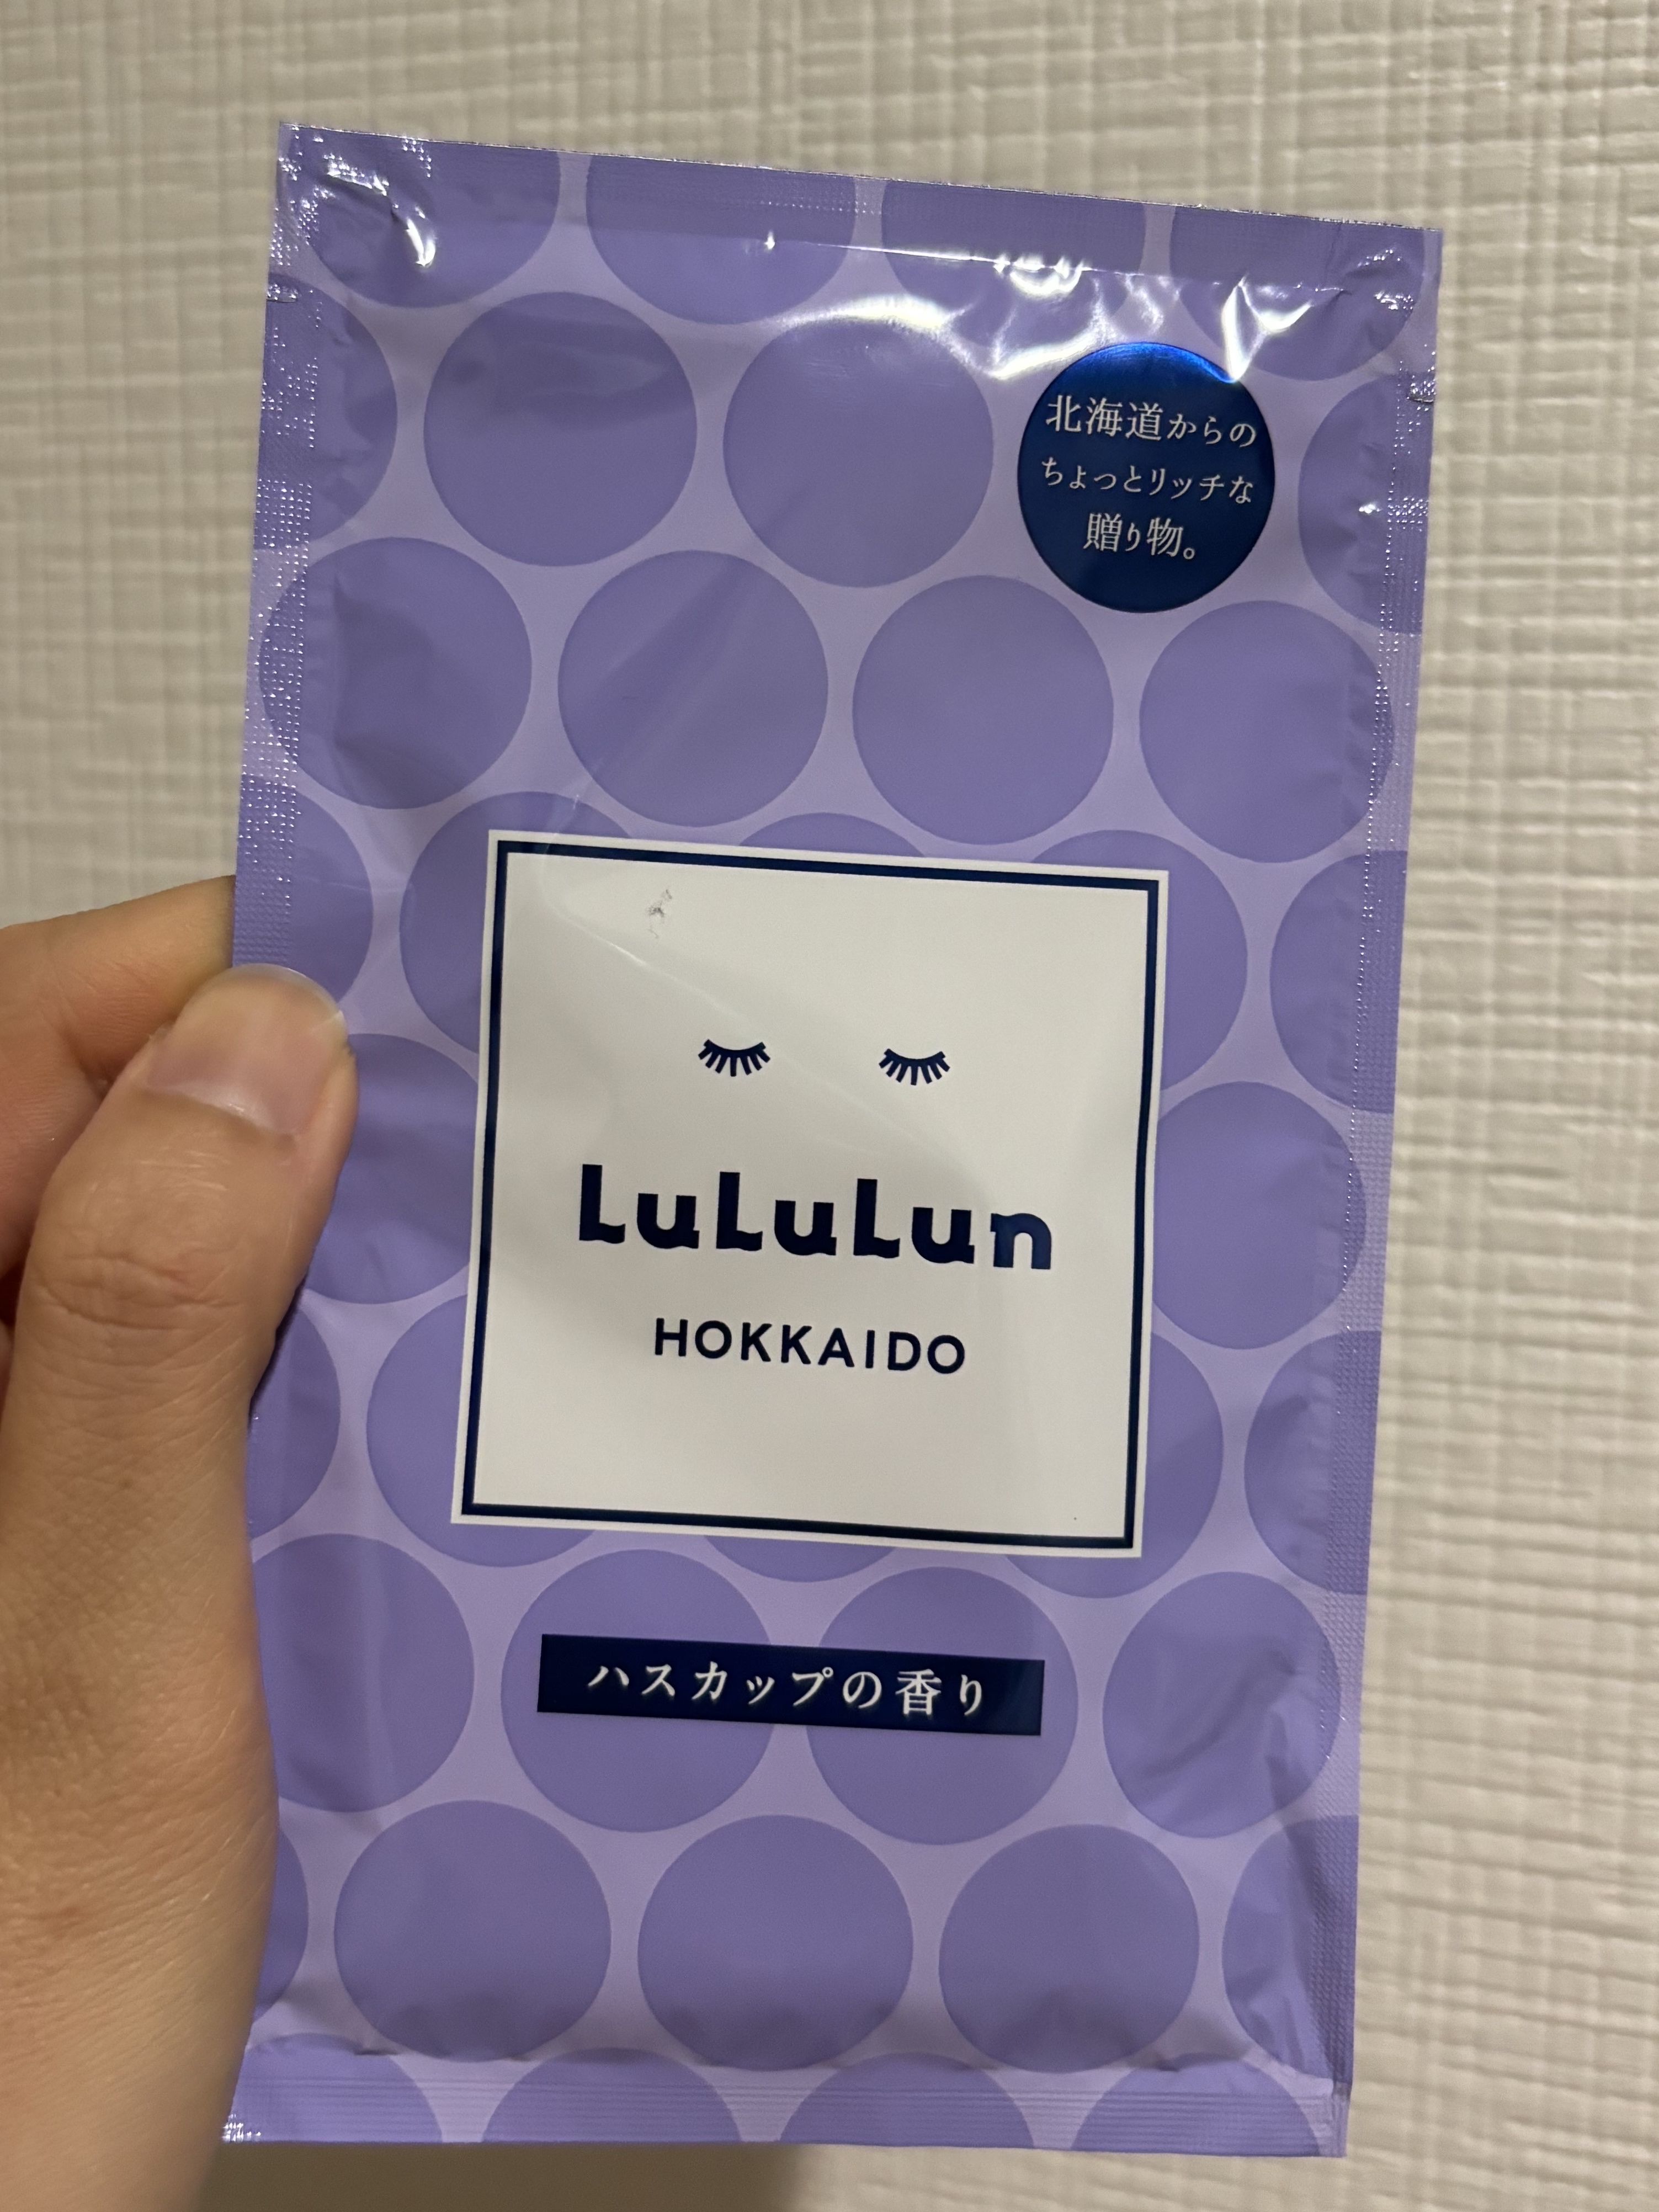 北海道からの
ちょっとリッチな
贈り物。
LuLuLun
HOKKAIDO
ハスカップの香り